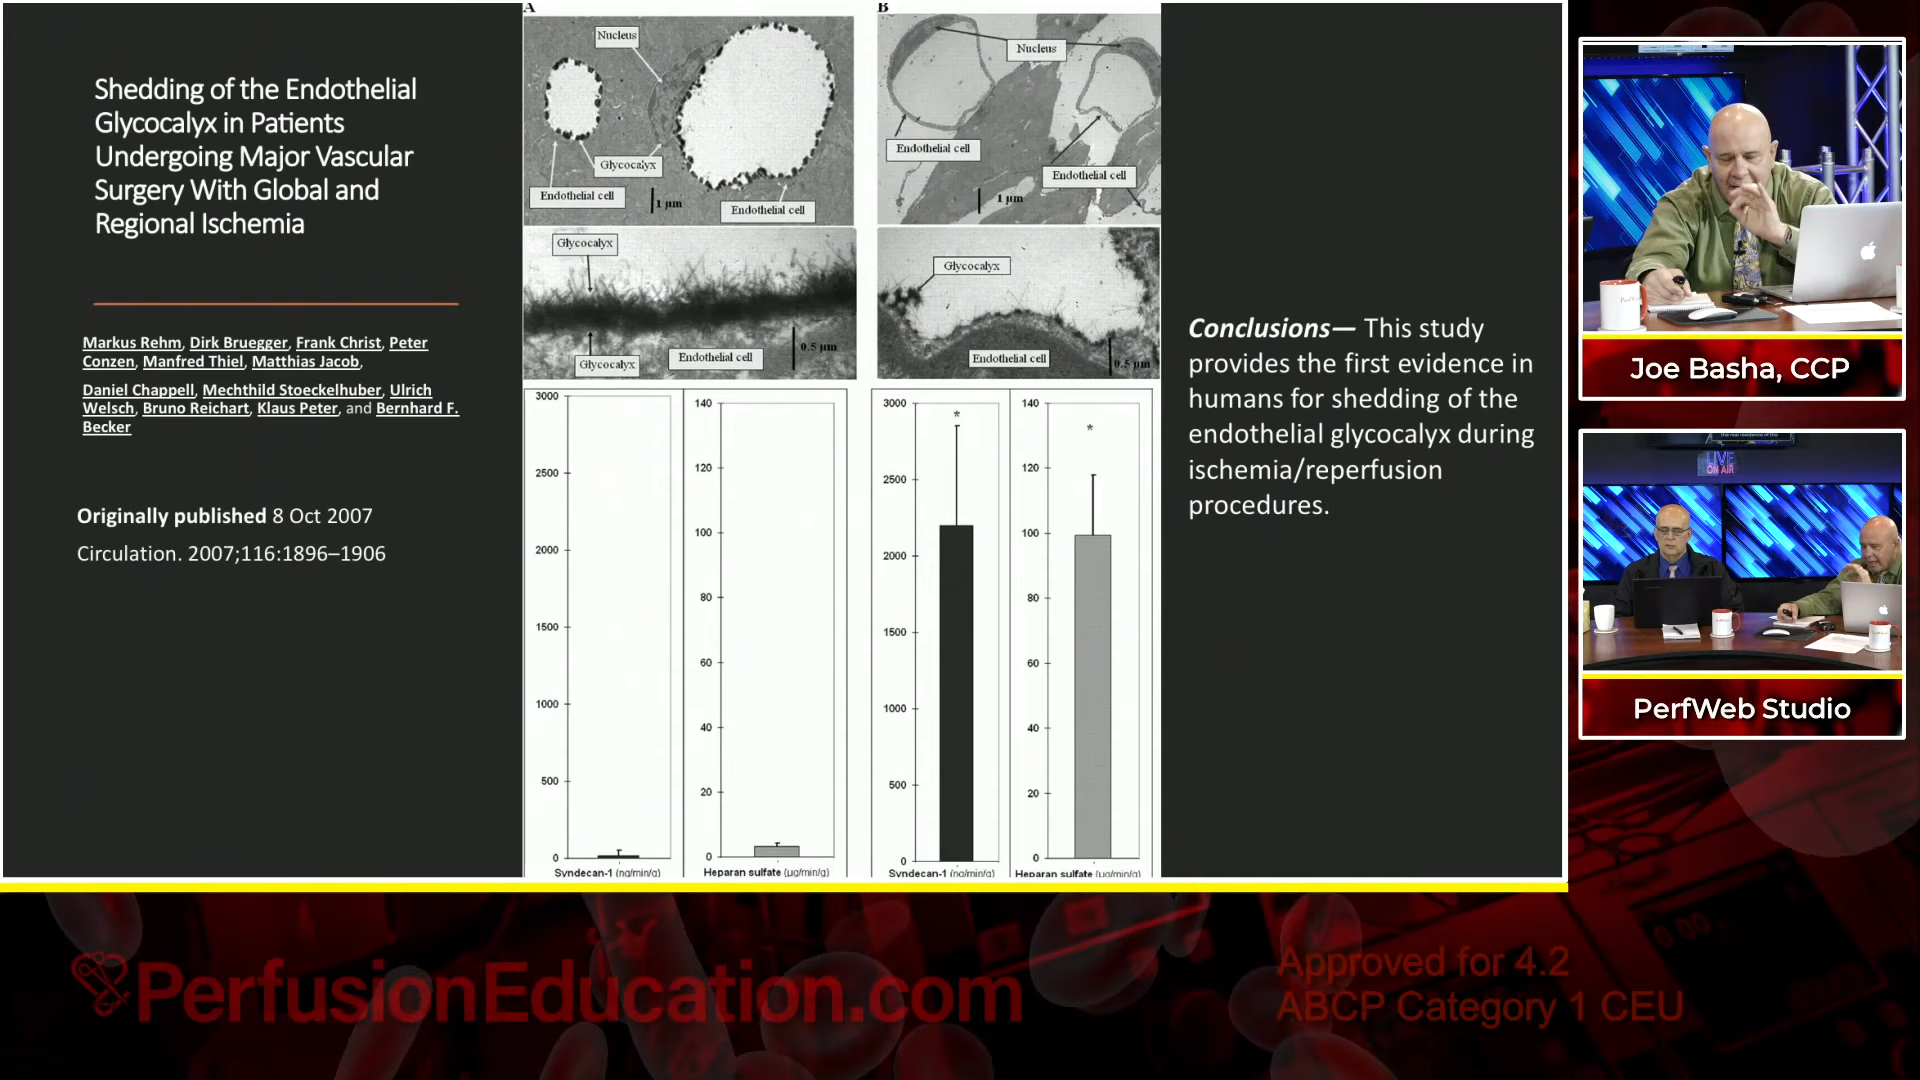 Shedding of the Endothelial
Glycocalyx in Patients
Undergoing Major Vascular
Surgery With Global and
Regional Ischemia
Markus Rehm, Dirk Bruegger, Frank Christ, Peter
Conzen, Manfred Thiel, Matthias Jacob,
Daniel Chappell, Mechthild Stoeckelhuber, Ulrich
Welsch, Bruno Reichart, Klaus Peter, and Bernhard F.
Becker
Originally published 8 Oct 2007
Circulation. 2007;116:1896–1906
A
Nucleus
Glycocalyx
Endothelial cell
1 µm
Endothelial cell
Glycocalyx
Glycocalyx
Endothelial cell
0.5 µm
3000
2500
2000
1500
1000
500
0
Syndecan-1 (ng/min/g)
140
120
100
80
60
40
20
0
Heparan sulfate (µg/min/g)
B
Nucleus
Endothelial cell
Endothelial cell
1 µm
Glycocalyx
Endothelial cell
0.5 µm
3000
2500
2000
1500
1000
500
0
*
Syndecan-1 (ng/min/g)
140
120
100
80
60
40
20
0
*
Heparan sulfate (µg/min/g)
Conclusions— This study
provides the first evidence in
humans for shedding of the
endothelial glycocalyx during
ischemia/reperfusion
procedures.
Joe Basha, CCP
LIVE
ON AIR
PerfWeb Studio
PerfusionEducation.com
Approved for 4.2
ABCP Category 1 CEU